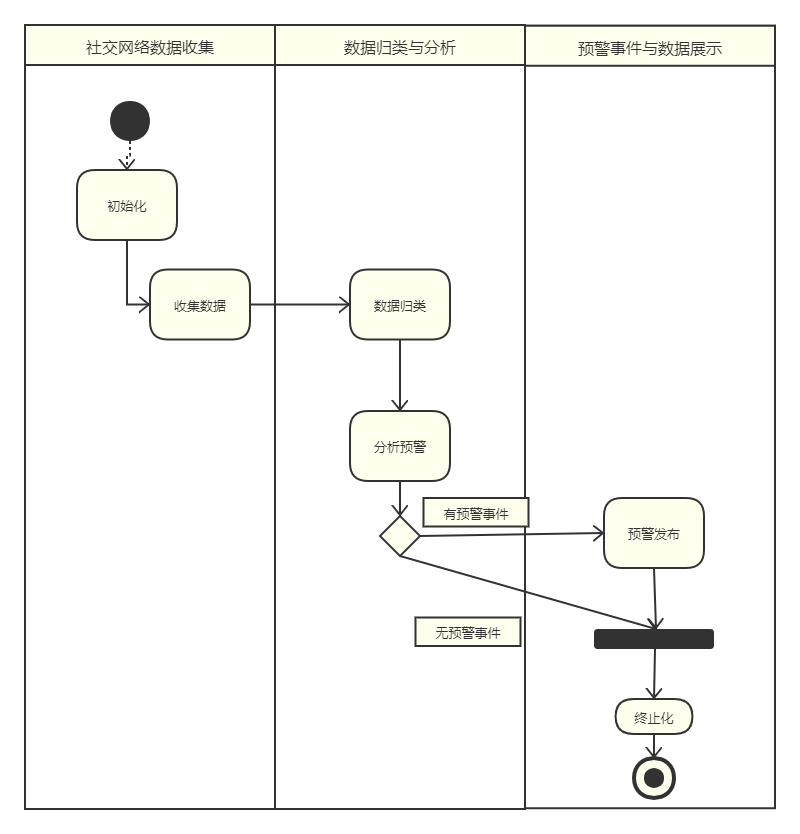 社交网络数据收集
数据归类与分析
预警事件与数据展示
初始化
收集数据
数据归类
分析预警
有预警事件
预警发布
无预警事件
终止化